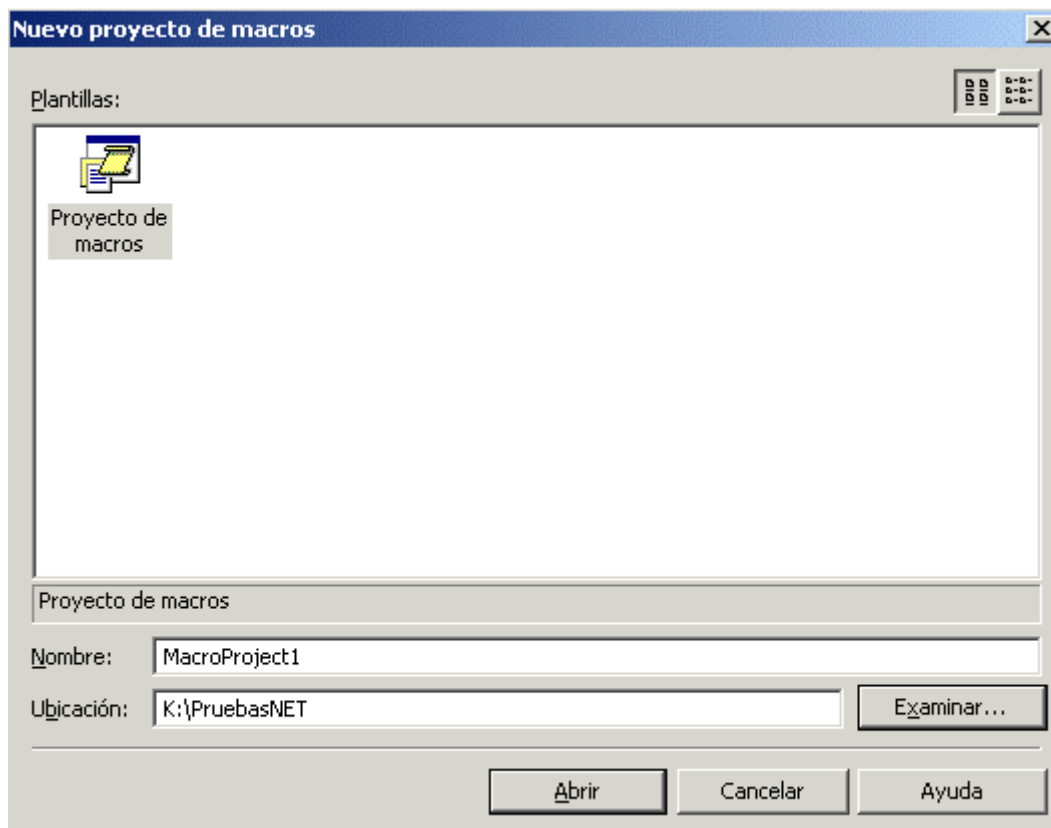 Nuevo proyecto de macros
Plantillas:
Proyecto de
macros
Proyecto de macros
Nombre: MacroProject1
Ubicación: K:\PruebasNET Examinar...
Abrir Cancelar Ayuda